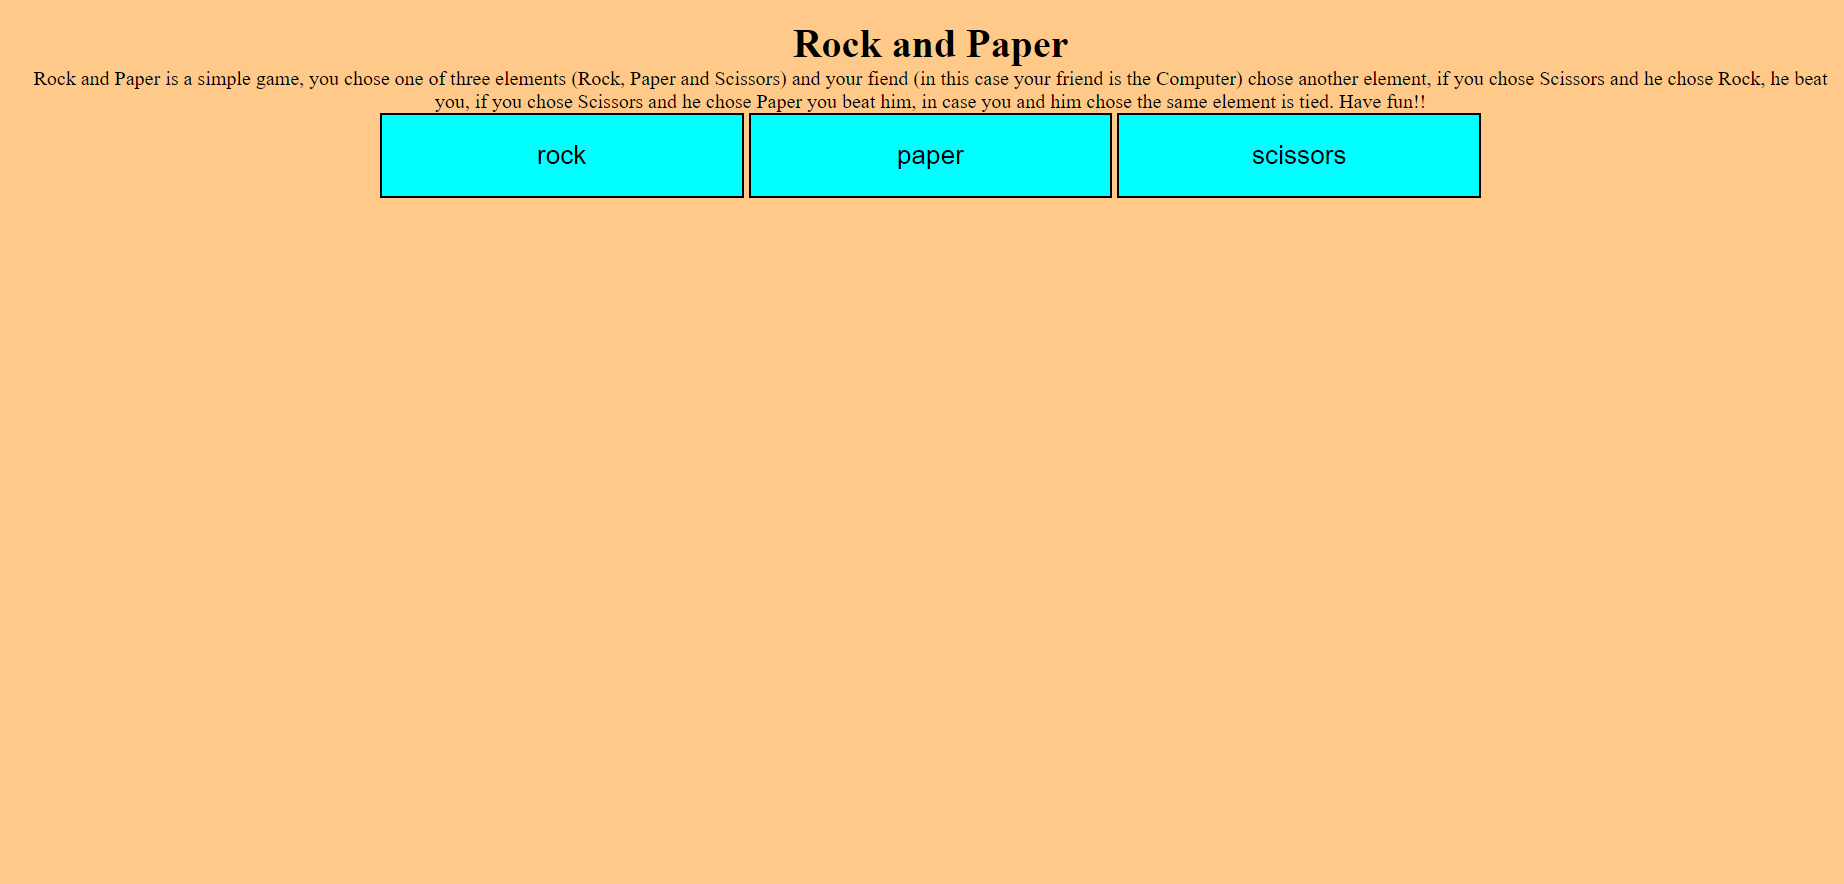 Rock and Paper
Rock and Paper is a simple game, you chose one of three elements (Rock, Paper and Scissors) and your fiend (in this case your friend is the Computer) chose another element, if you chose Scissors and he chose Rock, he beat
you, if you chose Scissors and he chose Paper you beat him, in case you and him chose the same element is tied. Have fun!!
rock paper scissors